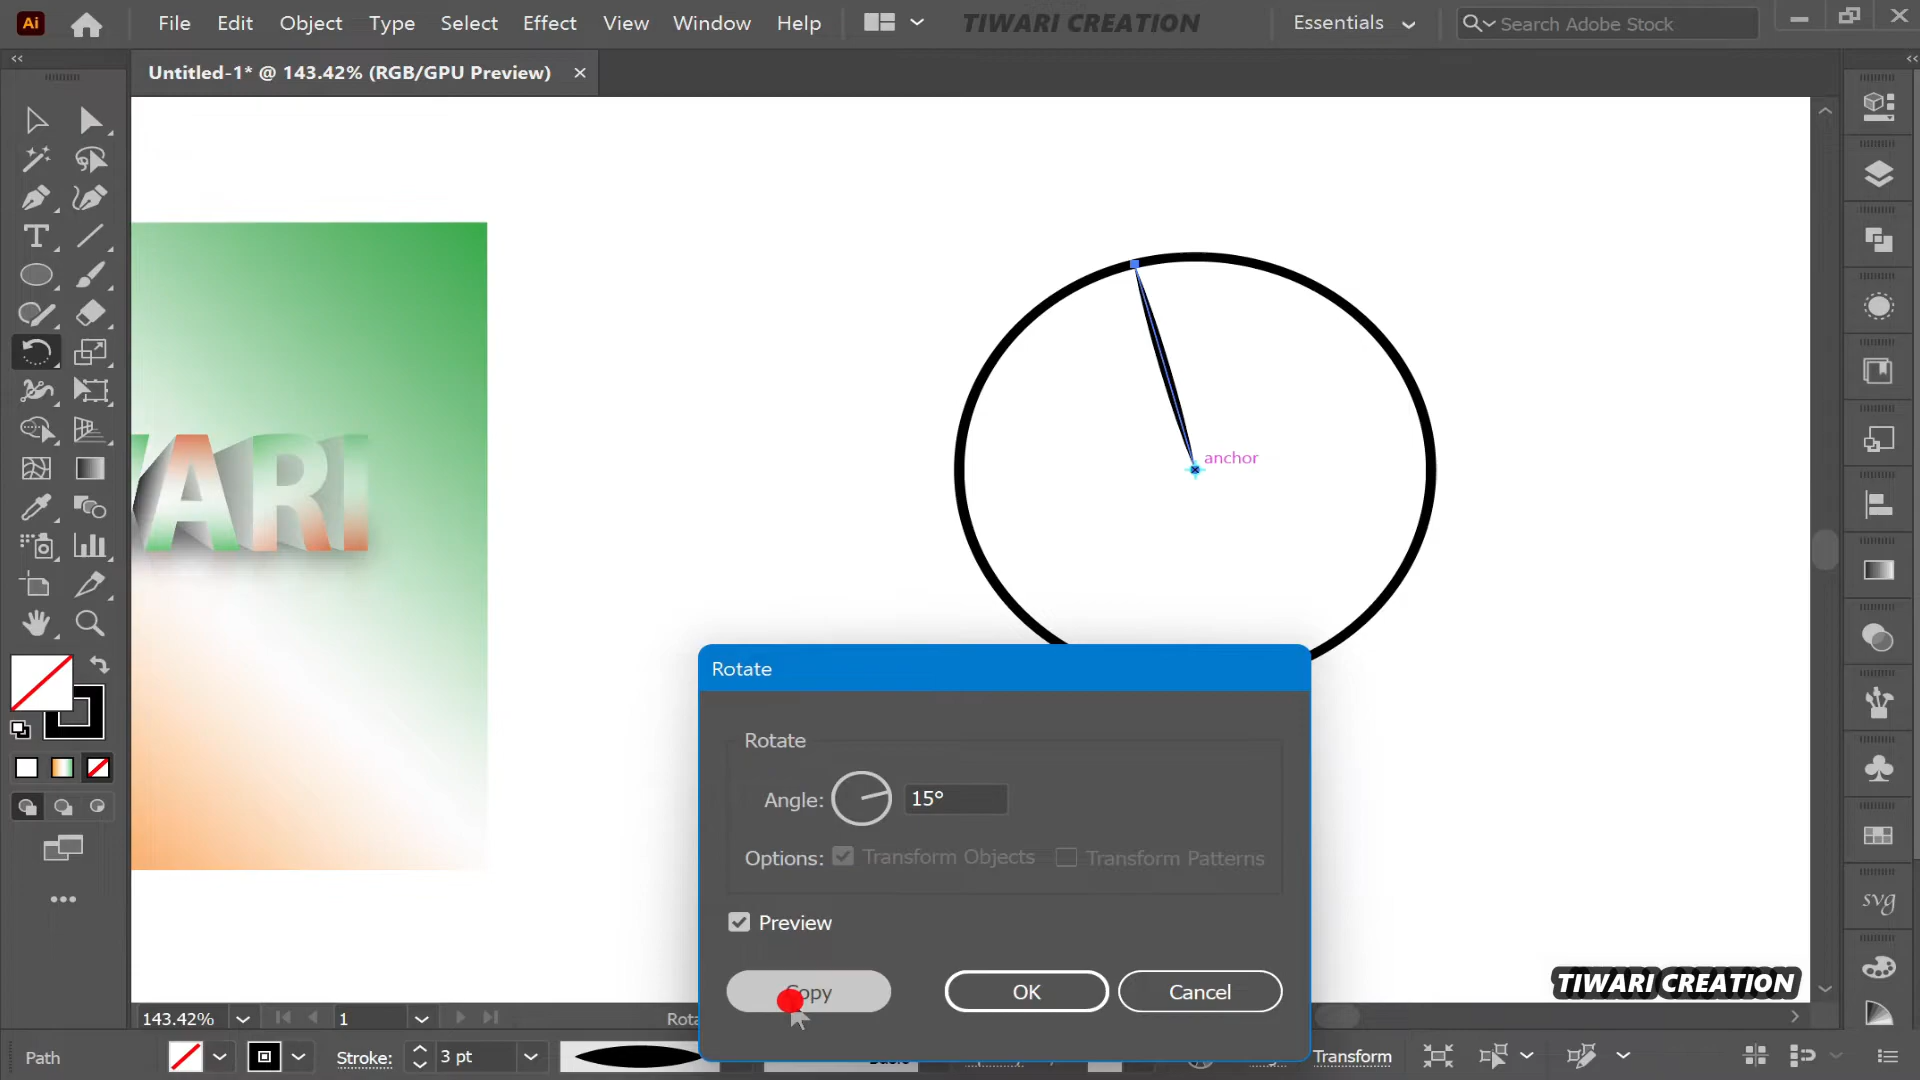 Ai File Edit Object Type Select Effect View Window Help TIWARI CREATION Essentials Search Adobe Stock
Untitled-1* @ 143.42% (RGB/GPU Preview)
anchor
ARI
Rotate
Rotate
Angle: 15°
Options: Transform Objects Transform Patterns
Preview
Copy OK Cancel
svg
TIWARI CREATION
143.42% 1
Path Stroke: 3 pt Transform